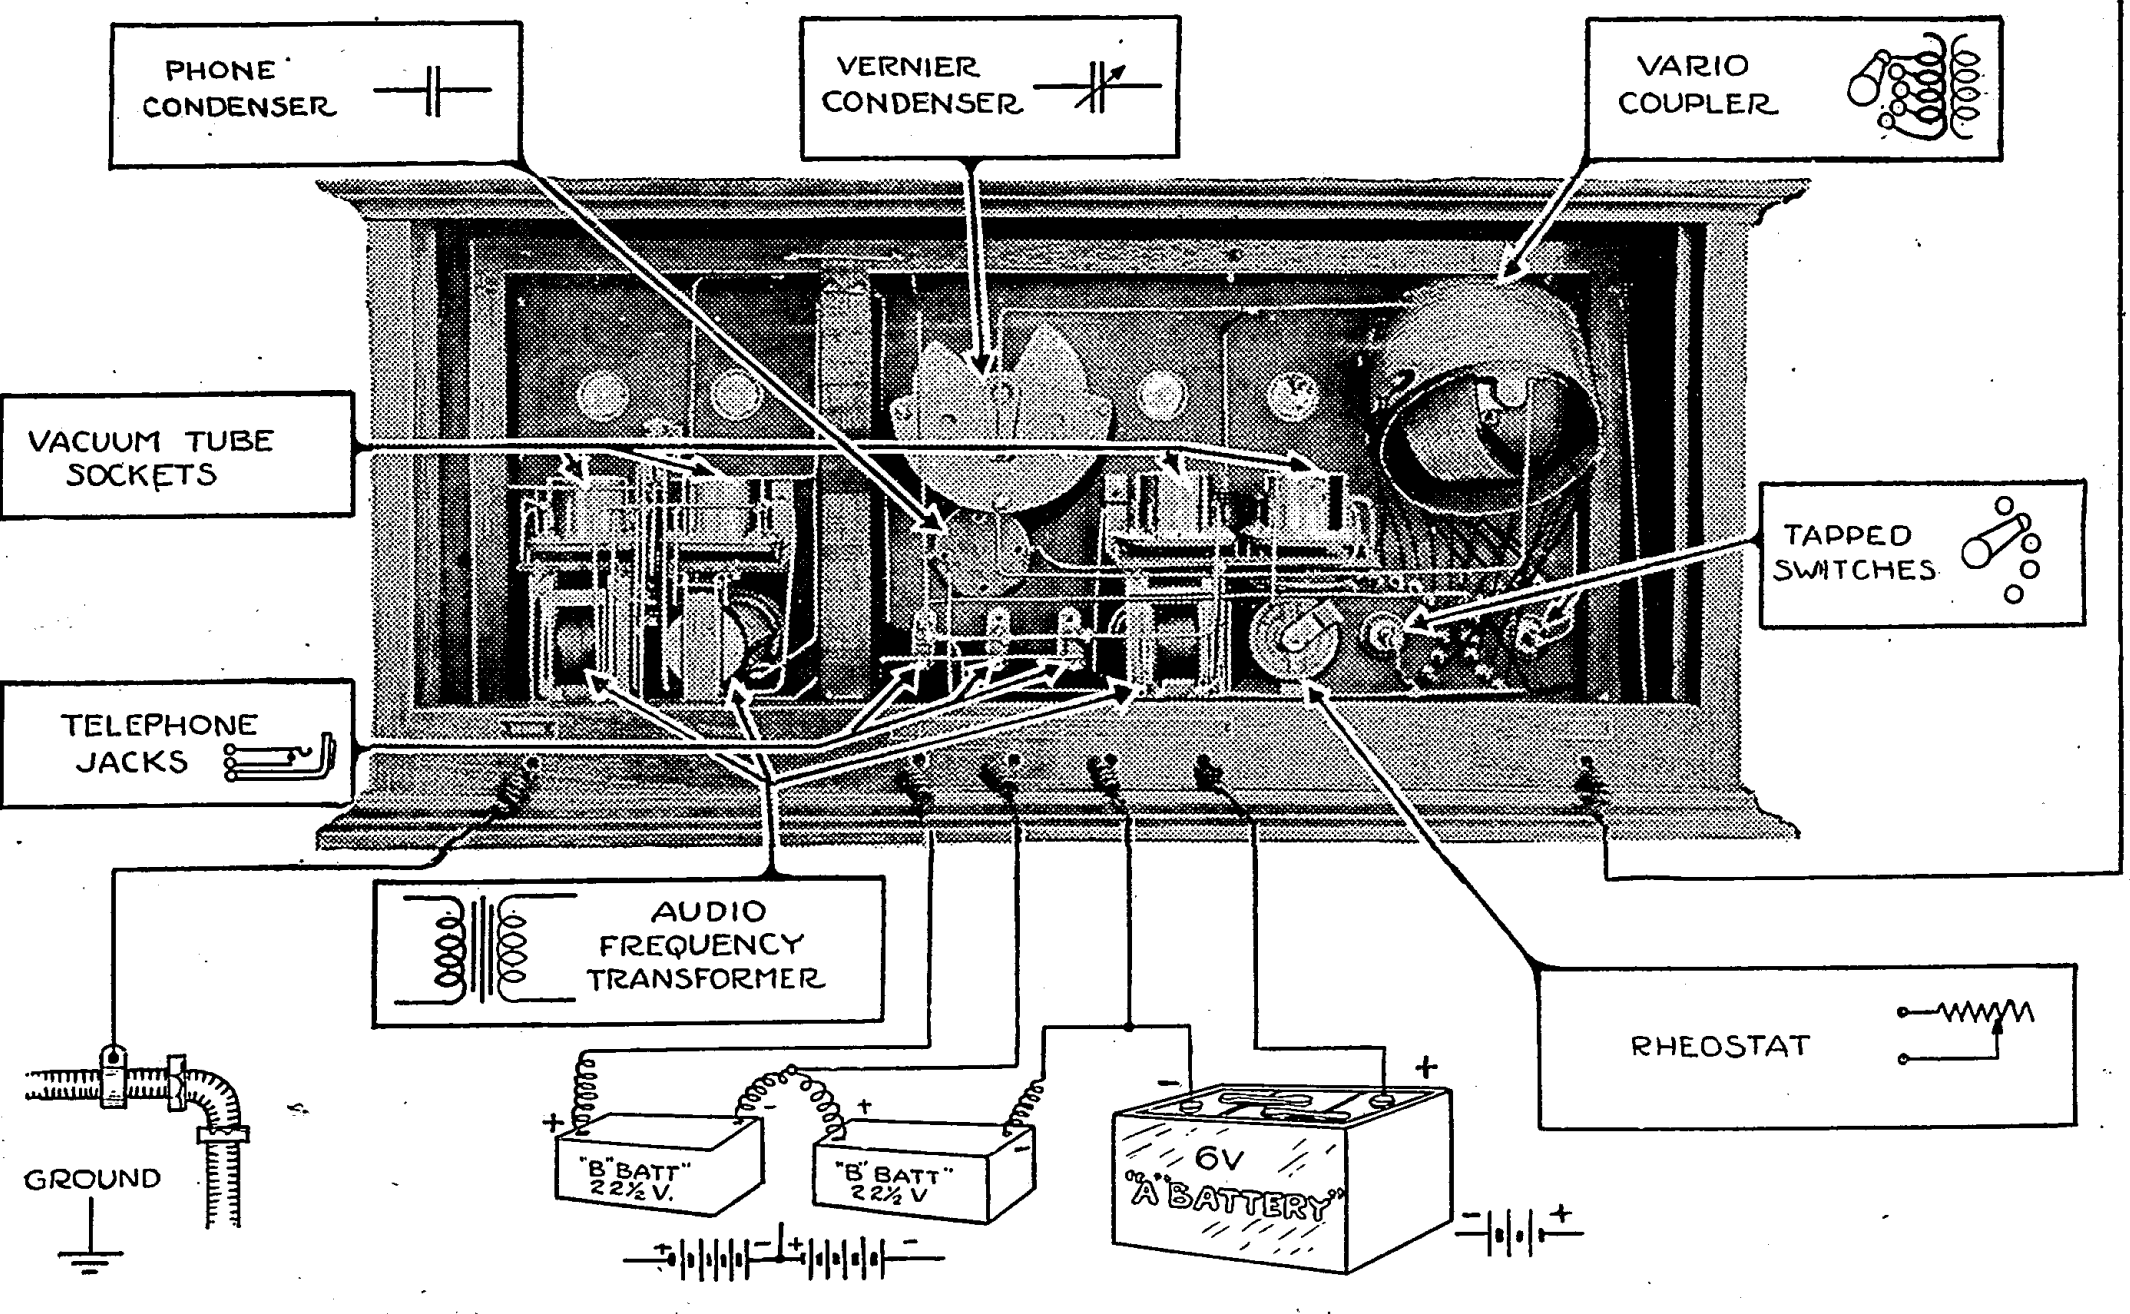 PHONE
CONDENSER
VERNIER
CONDENSER
VARIO
COUPLER
VACUUM TUBE
SOCKETS
TAPPED
SWITCHES
TELEPHONE
JACKS
AUDIO
FREQUENCY
TRANSFORMER
RHEOSTAT
GROUND
+ -
"B" BATT"
22½ V.
+ -
"B" BATT"
22½ V
- +
6V
"A" BATTERY"
+ - + -
- +